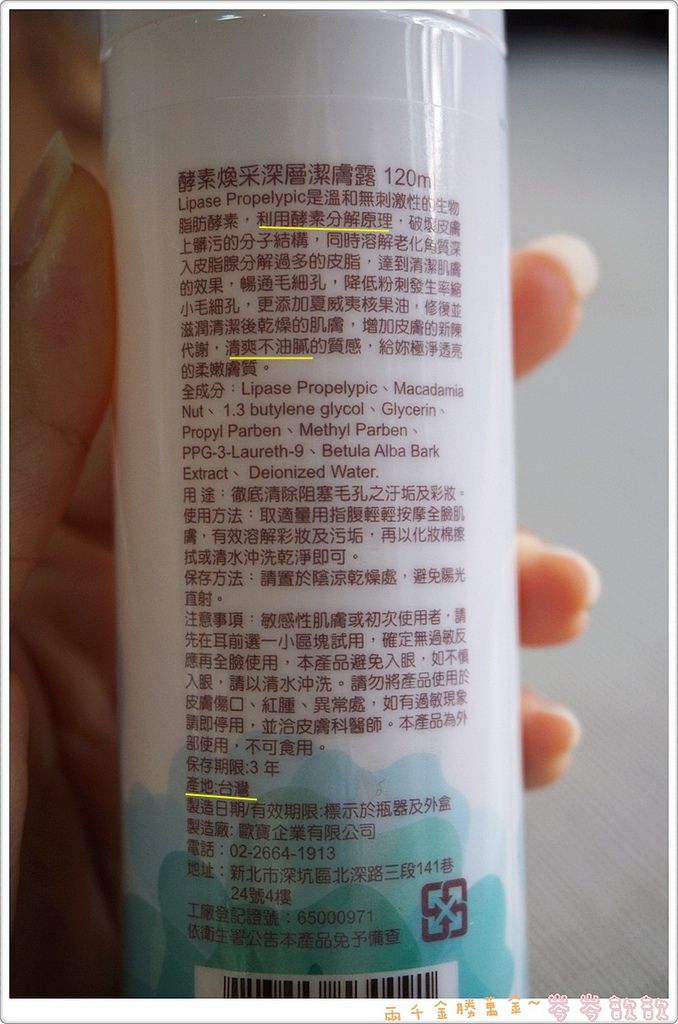 酵素煥采深層潔膚露 120m
Lipase Propelypic是溫和無刺激性的生物
脂肪酵素，利用酵素分解原理，破壞皮膚
上髒污的分子結構，同時溶解老化角質深
入皮脂腺分解過多的皮脂，達到清潔肌膚
的效果，暢通毛細孔，降低粉刺發生率縮
小毛細孔，更添加夏威夷核果油，修復並
滋潤清潔後乾燥的肌膚，增加皮膚的新陳
代謝，清爽不油膩的質感，給妳極淨透亮
的柔嫩膚質。
全成分：Lipase Propelypic、Macadamia
Nut、1.3 butylene glycol、Glycerin、
Propyl Parben、Methyl Parben、
PPG-3-Laureth-9、Betula Alba Bark
Extract、Deionized Water.
用 途：徹底清除阻塞毛孔之汙垢及彩妝。
使用方法：取適量用指腹輕輕按摩全臉肌
膚，有效溶解彩妝及污垢，再以化妝棉擦
拭或清水沖洗乾淨即可。
保存方法：請置於陰涼乾燥處，避免陽光
直射。
注意事項：敏感性肌膚或初次使用者，請
先在耳前選一小區塊試用，確定無過敏反
應再全臉使用，本產品避免入眼，如不慎
入眼，請以清水沖洗。請勿將產品使用於
皮膚傷口、紅腫、異常處，如有過敏現象
請即停用，並洽皮膚科醫師。本產品為外
部使用，不可食用。
保存期限:3 年
產地:台灣
製造日期/有效期限:標示於瓶器及外盒
製造廠: 歐寶企業有限公司
電話：02-2664-1913
地址：新北市深坑區北深路三段141巷
24號4樓
工廠登記證號：65000971
依衛生署公告本產品免予備查
兩千金勝萬金~岑岑歆歆